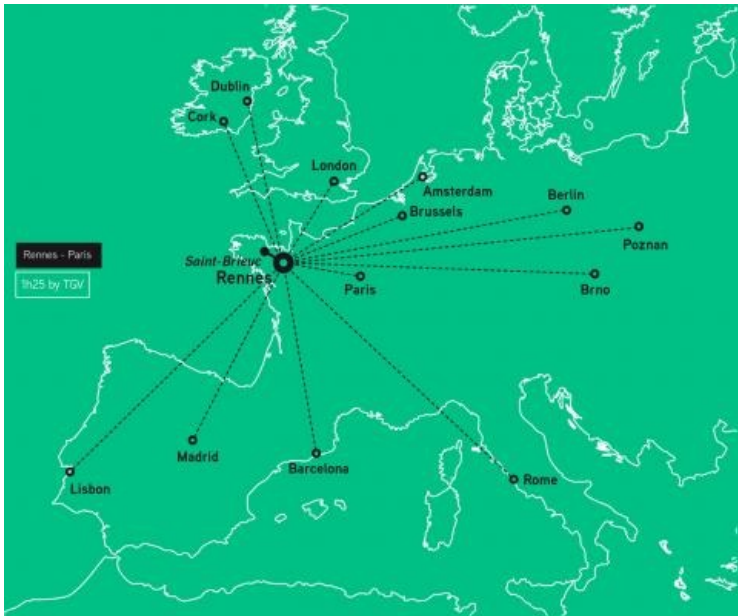 Dublin
Cork
London
Amsterdam
Brussels
Berlin
Poznan
Rennes - Paris
1h25 by TGV
Saint-Brieuc
Rennes
Paris
Brno
Madrid
Barcelona
Lisbon
Rome